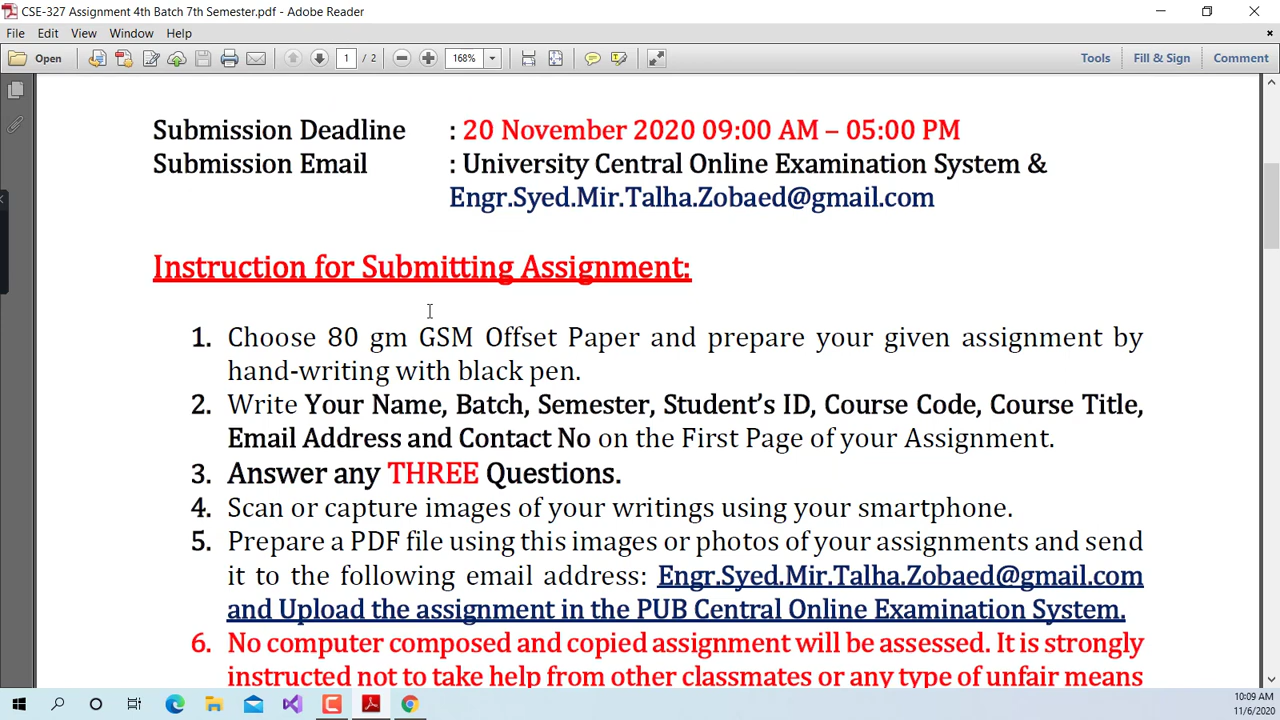 CSE-327 Assignment 4th Batch 7th Semester.pdf - Adobe Reader
File Edit View Window Help
Open 1 / 2 168% Tools Fill & Sign Comment
Submission Deadline : 20 November 2020 09:00 AM – 05:00 PM
Submission Email : University Central Online Examination System &
Engr.Syed.Mir.Talha.Zobaed@gmail.com
Instruction for Submitting Assignment:
1. Choose 80 gm GSM Offset Paper and prepare your given assignment by
hand-writing with black pen.
2. Write Your Name, Batch, Semester, Student's ID, Course Code, Course Title,
Email Address and Contact No on the First Page of your Assignment.
3. Answer any THREE Questions.
4. Scan or capture images of your writings using your smartphone.
5. Prepare a PDF file using this images or photos of your assignments and send
it to the following email address: Engr.Syed.Mir.Talha.Zobaed@gmail.com
and Upload the assignment in the PUB Central Online Examination System.
6. No computer composed and copied assignment will be assessed. It is strongly
instructed not to take help from other classmates or any type of unfair means
10:09 AM
11/6/2020